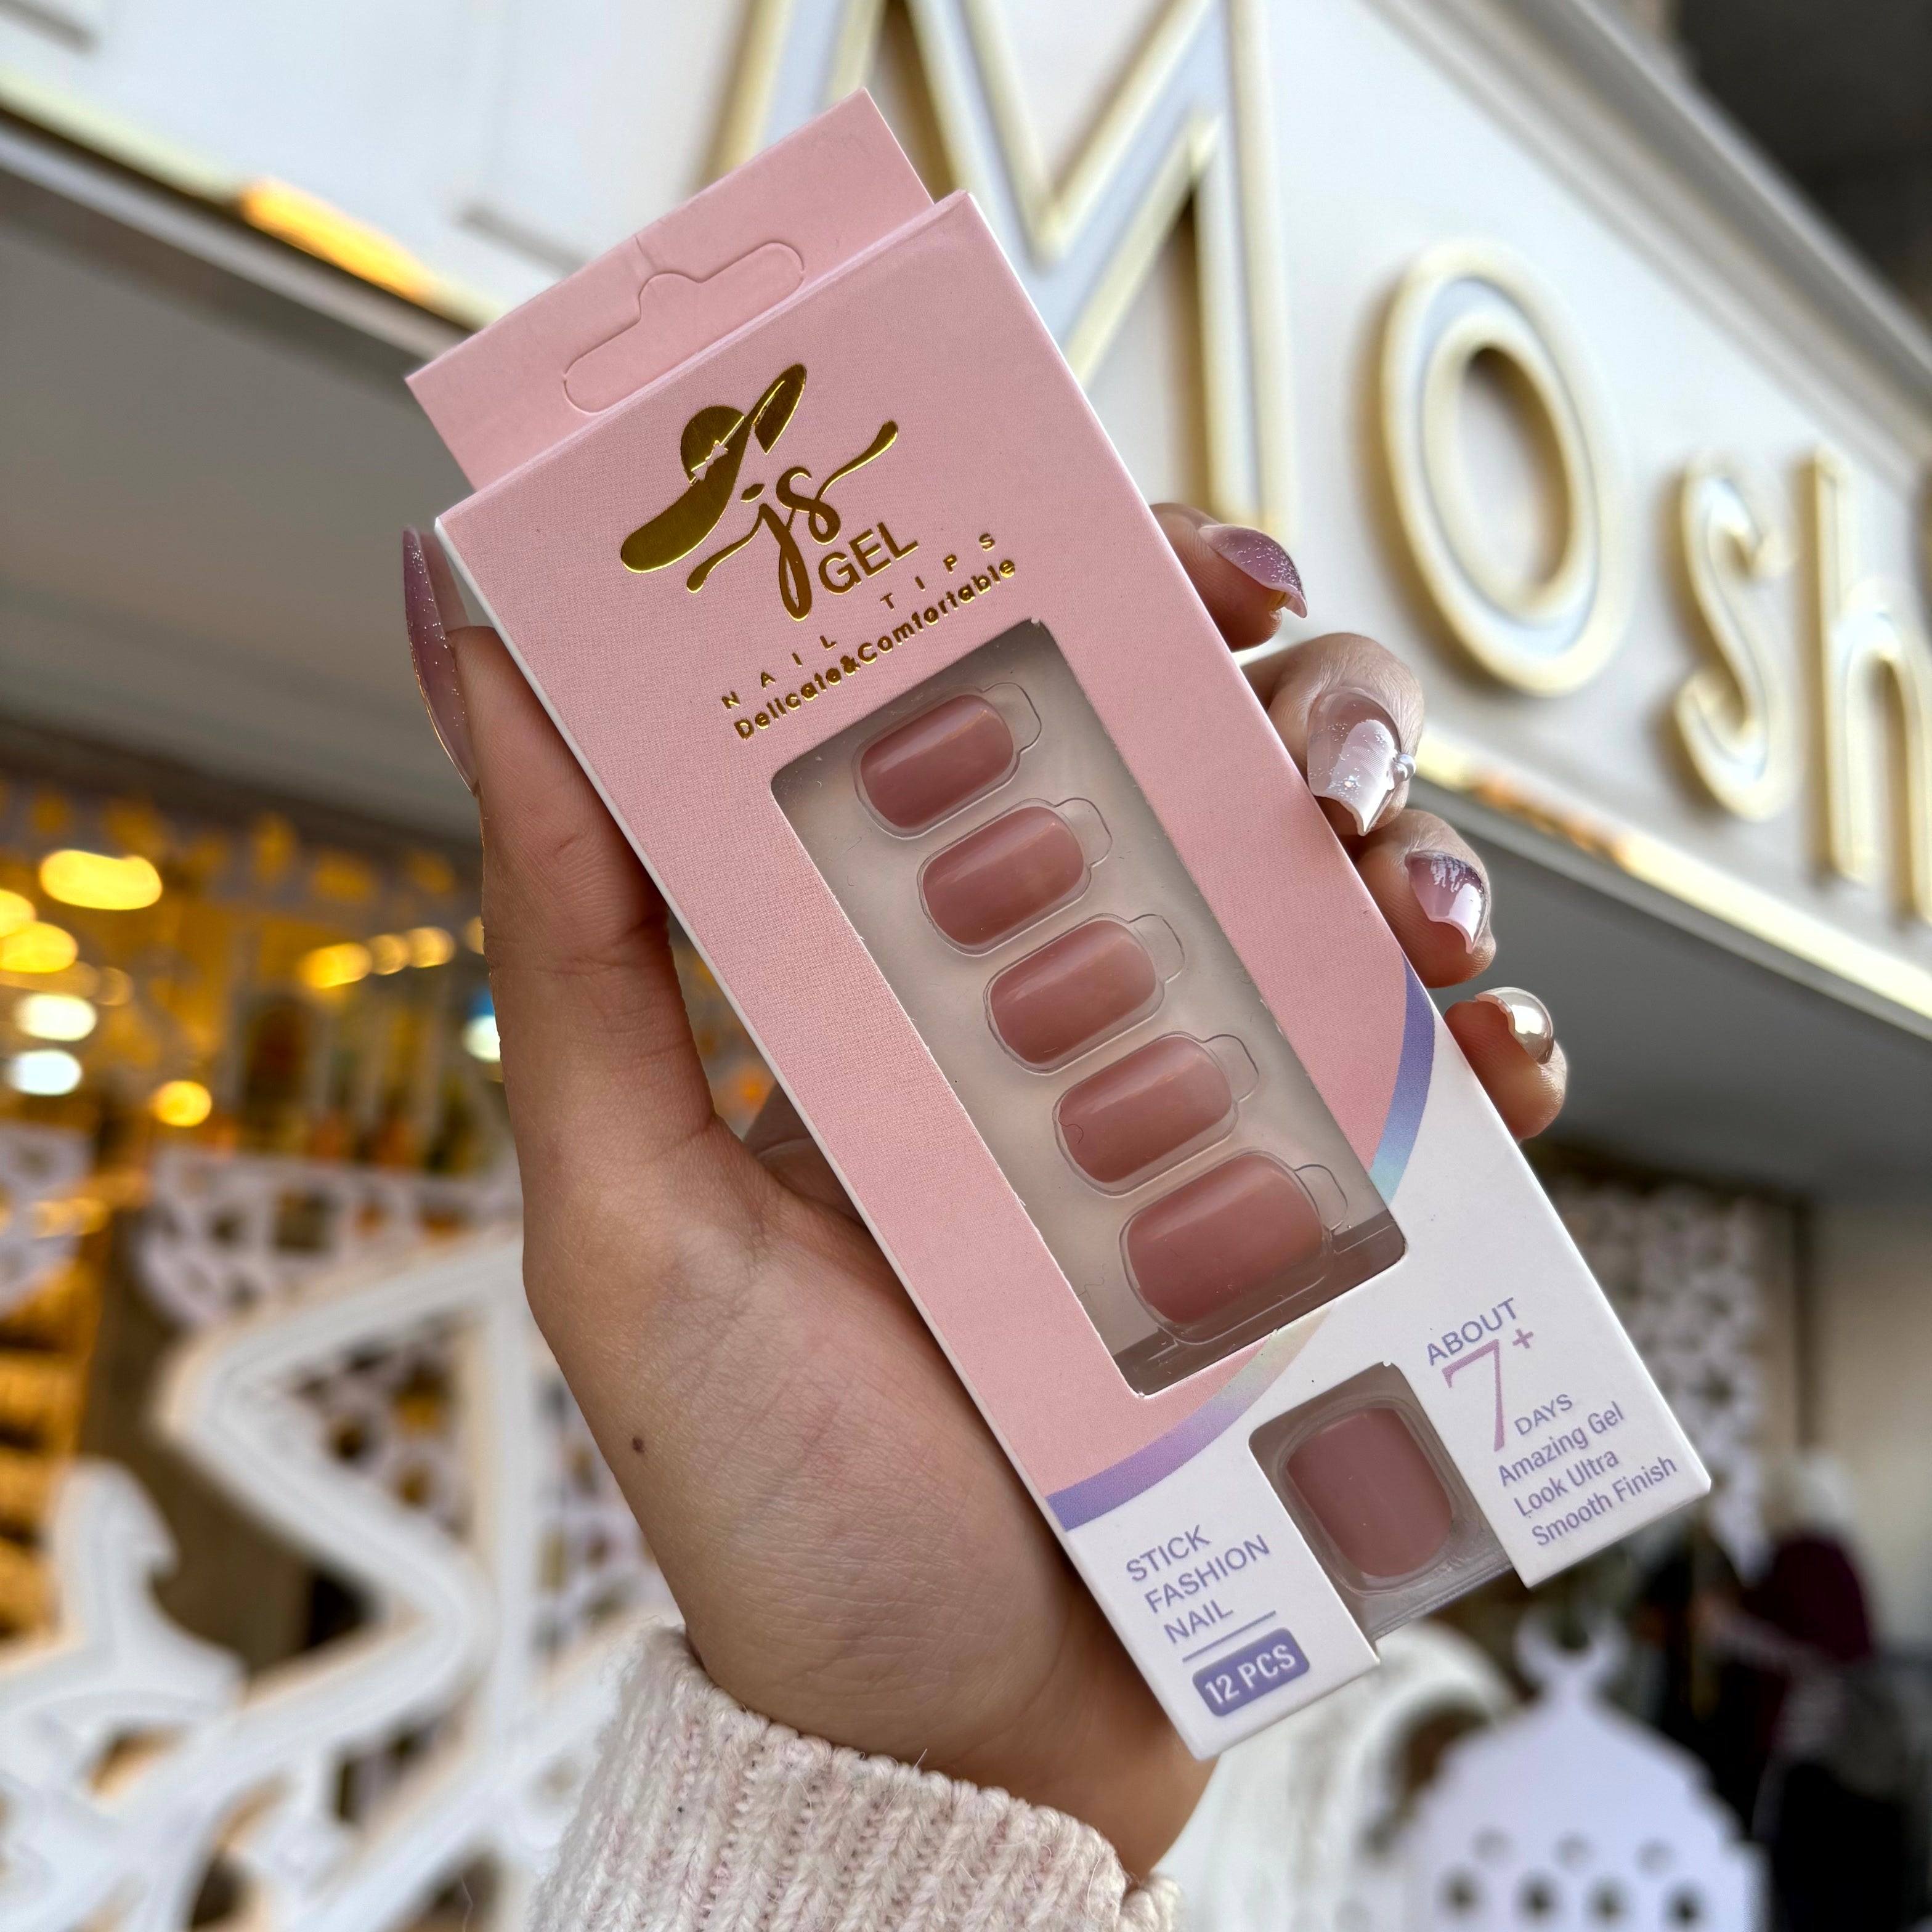 Mosh
js
GEL
NAIL TIPS
Delicate&Comfortable
ABOUT
7+
DAYS
Amazing Gel
Look Ultra
Smooth Finish
STICK
FASHION
NAIL
12 PCS